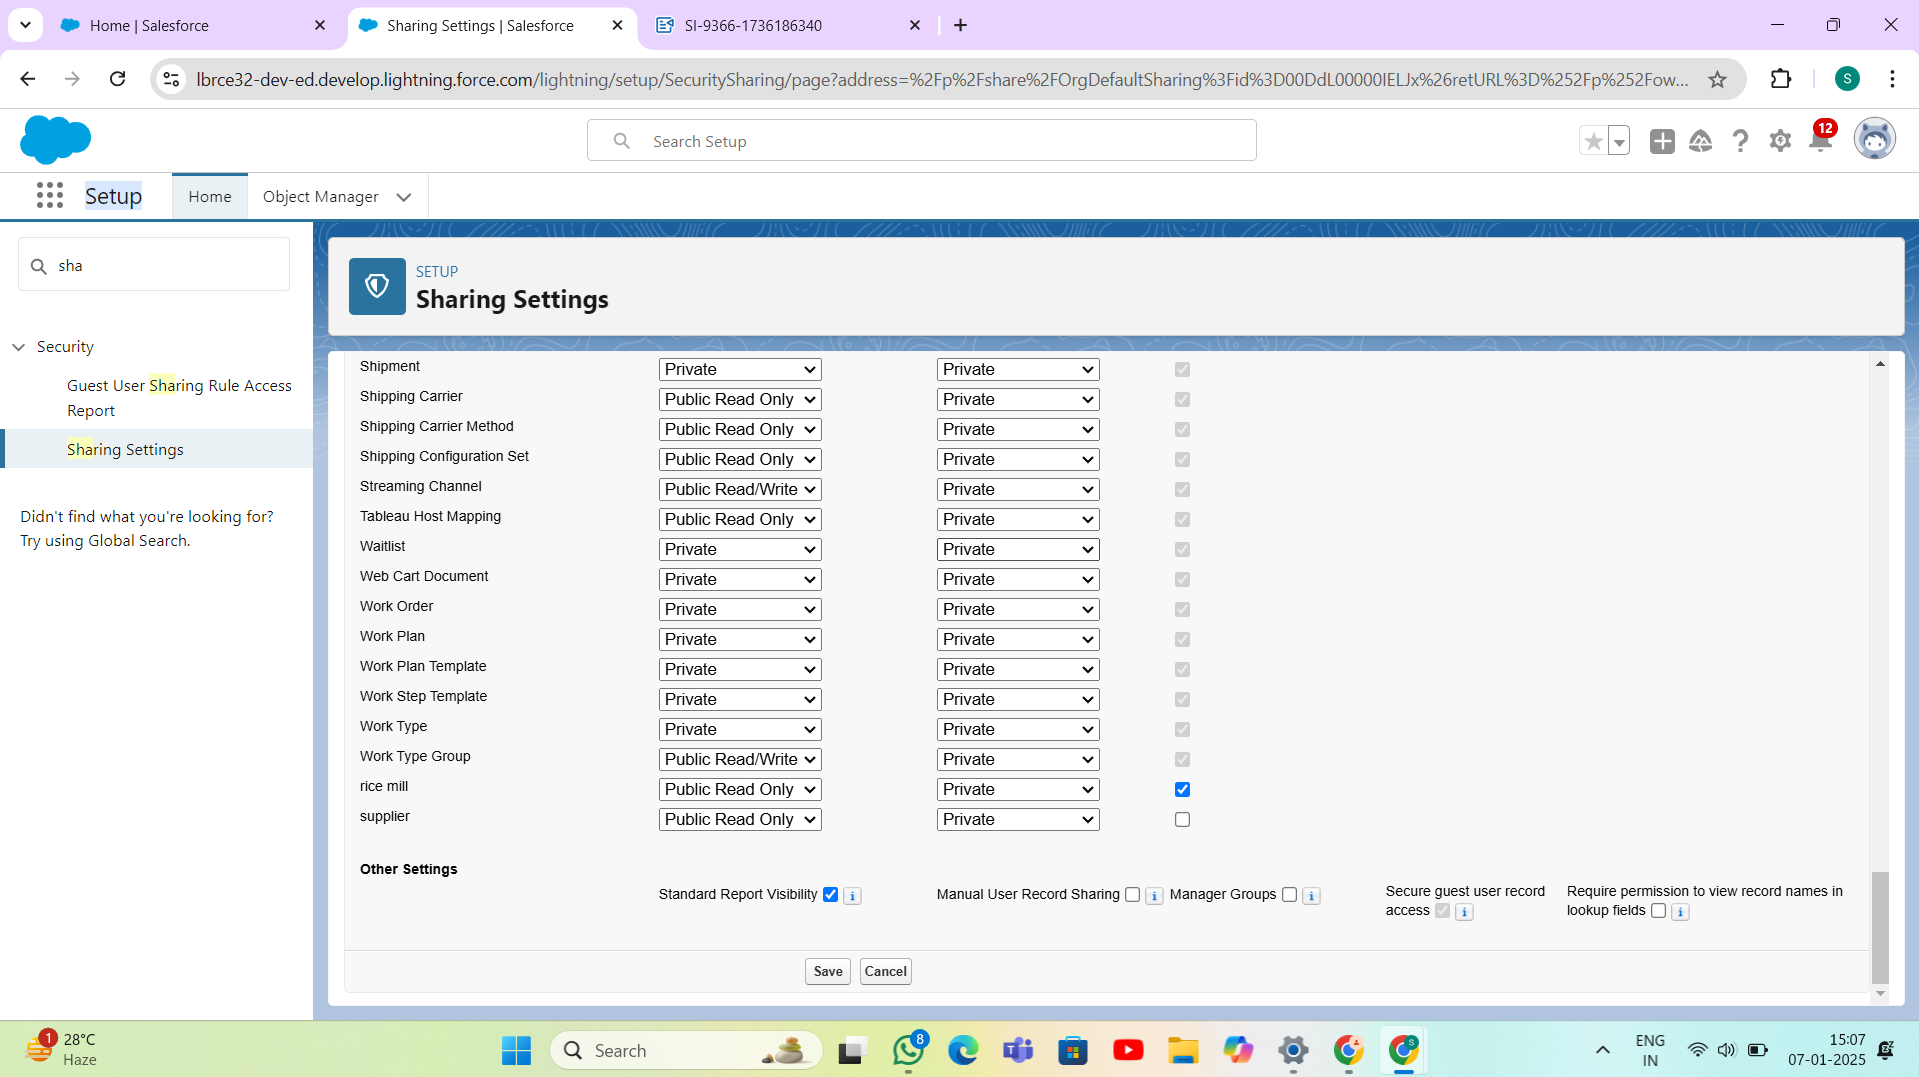 Home | Salesforce
Sharing Settings | Salesforce
SI-9366-1736186340
lbrce32-dev-ed.develop.lightning.force.com/lightning/setup/SecuritySharing/page?address=%2Fp%2Fshare%2FOrgDefaultSharing%3Fid%3D00DdL00000IELJx%26retURL%3D%252Fp%252Fow...
S
Search Setup
12
Setup
Home
Object Manager
sha
Security
Guest User Sharing Rule Access
Report
Sharing Settings
Didn't find what you're looking for?
Try using Global Search.
SETUP
Sharing Settings
Shipment Private Private
Shipping Carrier Public Read Only Private
Shipping Carrier Method Public Read Only Private
Shipping Configuration Set Public Read Only Private
Streaming Channel Public Read/Write Private
Tableau Host Mapping Public Read Only Private
Waitlist Private Private
Web Cart Document Private Private
Work Order Private Private
Work Plan Private Private
Work Plan Template Private Private
Work Step Template Private Private
Work Type Private Private
Work Type Group Public Read/Write Private
rice mill Public Read Only Private
supplier Public Read Only Private
Other Settings
Standard Report Visibility i
Manual User Record Sharing i
Manager Groups i
Secure guest user record
access i
Require permission to view record names in
lookup fields i
Save Cancel
1
28°C
Haze
Search
8
S
ENG
IN
15:07
07-01-2025